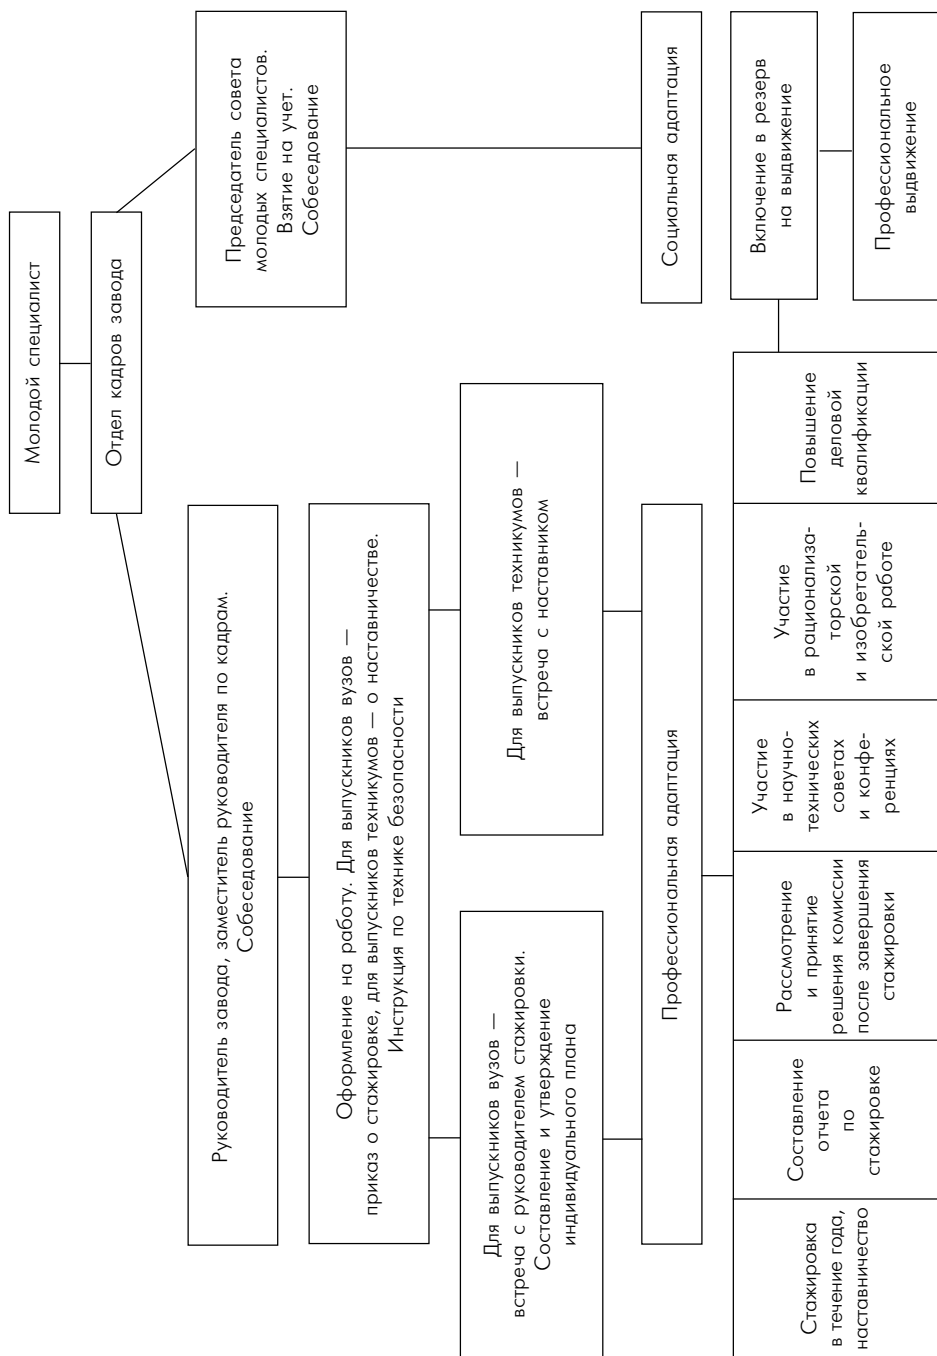 Молодой специалист
Отдел кадров завода
Руководитель завода, заместитель руководителя по кадрам.
Собеседование
Председатель совета
молодых специалистов.
Взятие на учет.
Собеседование
Оформление на работу. Для выпускников вузов —
приказ о стажировке, для выпускников техникумов — о наставничестве.
Инструкция по технике безопасности
Для выпускников вузов —
встреча с руководителем стажировки.
Составление и утверждение
индивидуального плана
Для выпускников техникумов —
встреча с наставником
Профессиональная адаптация
Социальная адаптация
Стажировка
в течение года,
наставничество
Составление
отчета
по
стажировке
Рассмотрение
и принятие
решения комиссии
после завершения
стажировки
Участие
в научно-
технических
советах
и конфе-
ренциях
Участие
в рационализа-
торской
и изобретатель-
ской работе
Повышение
деловой
квалификации
Включение в резерв
на выдвижение
Профессиональное
выдвижение